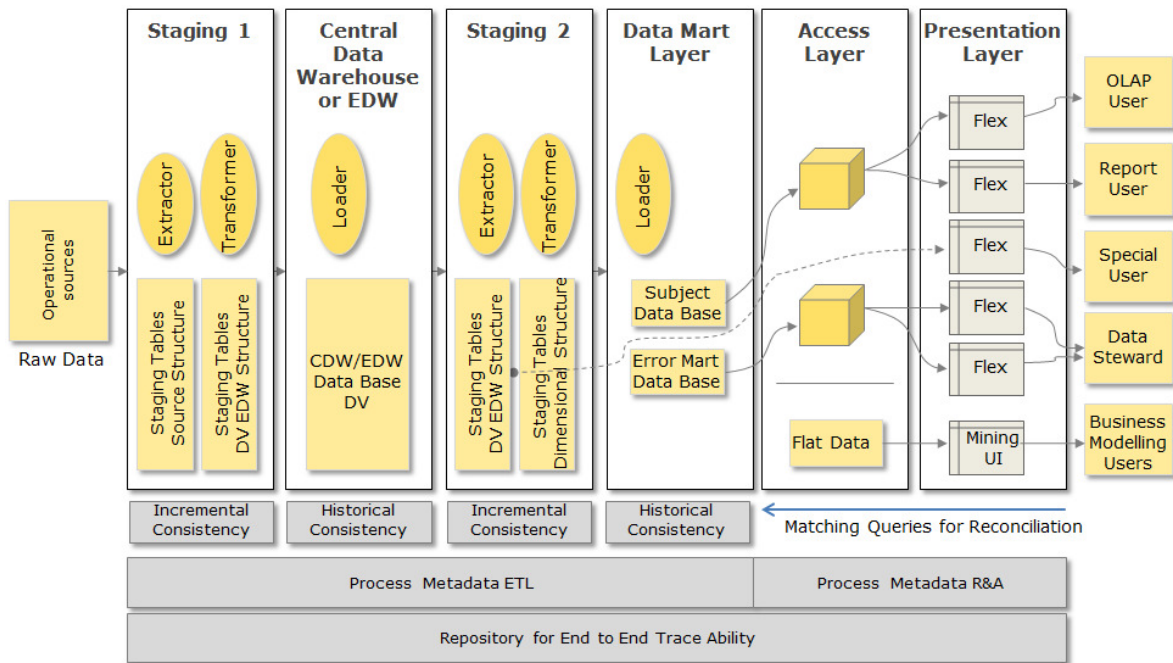 Staging 1
Central
Data
Warehouse
or EDW
Staging 2
Data Mart
Layer
Access
Layer
Presentation
Layer
Operational
sources
Raw Data
Extractor
Transformer
Staging Tables
Source Structure
Staging Tables
DV EDW Structure
Loader
CDW/EDW
Data Base
DV
Extractor
Transformer
Staging Tables
DV EDW Structure
Staging Tables
Dimensional Structure
Loader
Subject
Data Base
Error Mart
Data Base
Flat Data
Flex
Flex
Flex
Flex
Flex
Mining
UI
OLAP
User
Report
User
Special
User
Data
Steward
Business
Modelling
Users
Incremental
Consistency
Historical
Consistency
Incremental
Consistency
Historical
Consistency
Matching Queries for Reconciliation
Process Metadata ETL
Process Metadata R&A
Repository for End to End Trace Ability